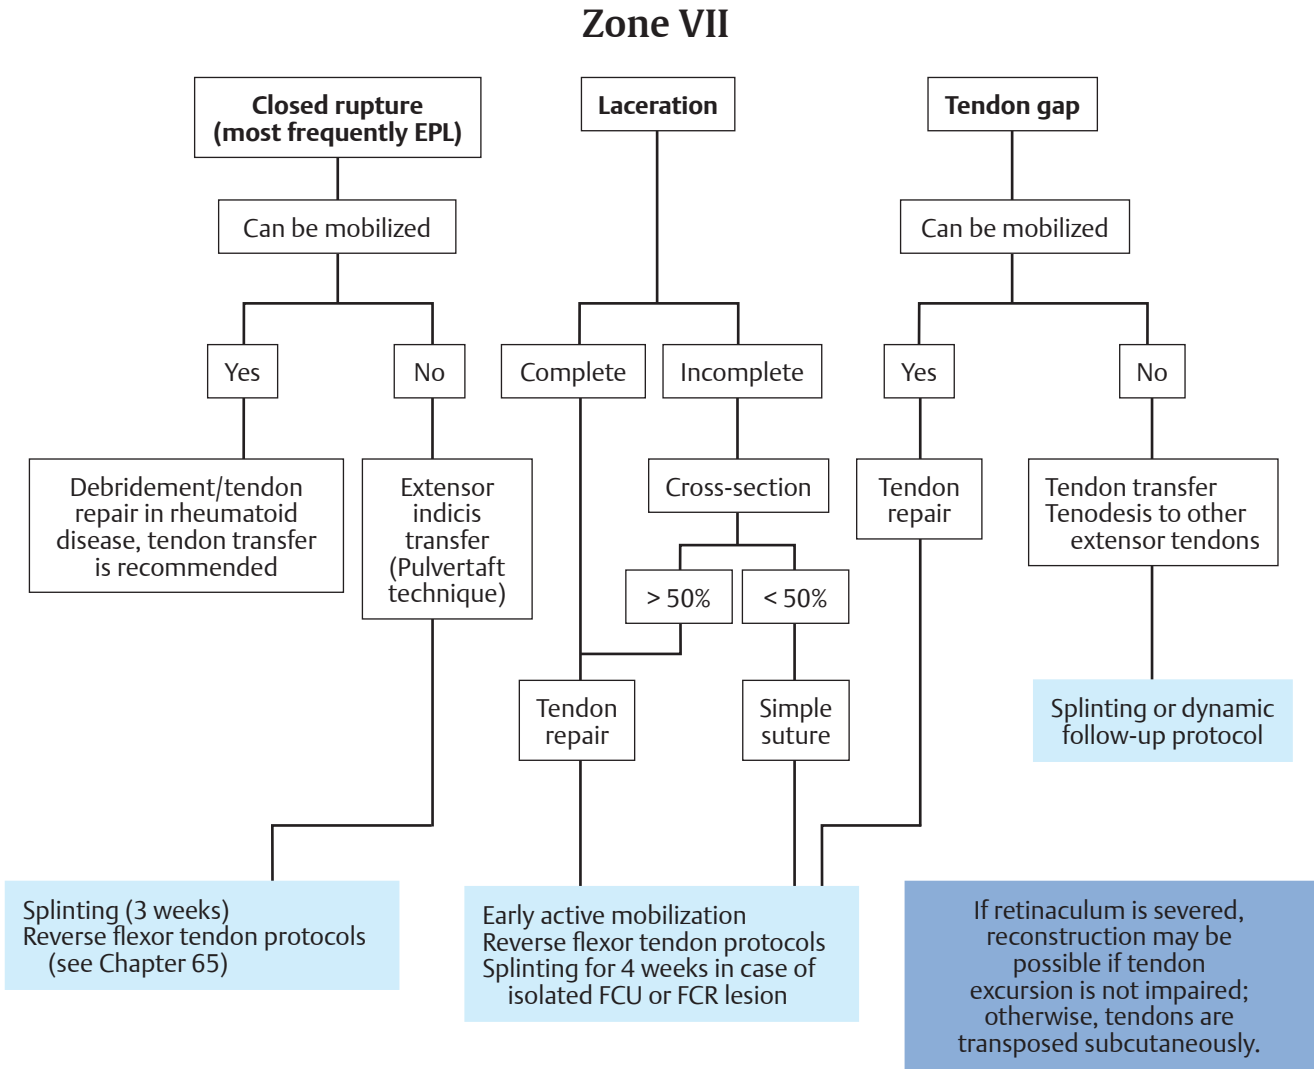 Zone VII
Closed rupture
(most frequently EPL)
Laceration
Tendon gap
Can be mobilized
Can be mobilized
Yes
No
Complete
Incomplete
Yes
No
Debridement/tendon
repair in rheumatoid
disease, tendon transfer
is recommended
Extensor
indicis
transfer
(Pulvertaft
technique)
Cross-section
Tendon
repair
Tendon transfer
Tenodesis to other
extensor tendons
> 50%
< 50%
Tendon
repair
Simple
suture
Splinting or dynamic
follow-up protocol
Splinting (3 weeks)
Reverse flexor tendon protocols
(see Chapter 65)
Early active mobilization
Reverse flexor tendon protocols
Splinting for 4 weeks in case of
isolated FCU or FCR lesion
If retinaculum is severed,
reconstruction may be
possible if tendon
excursion is not impaired;
otherwise, tendons are
transposed subcutaneously.